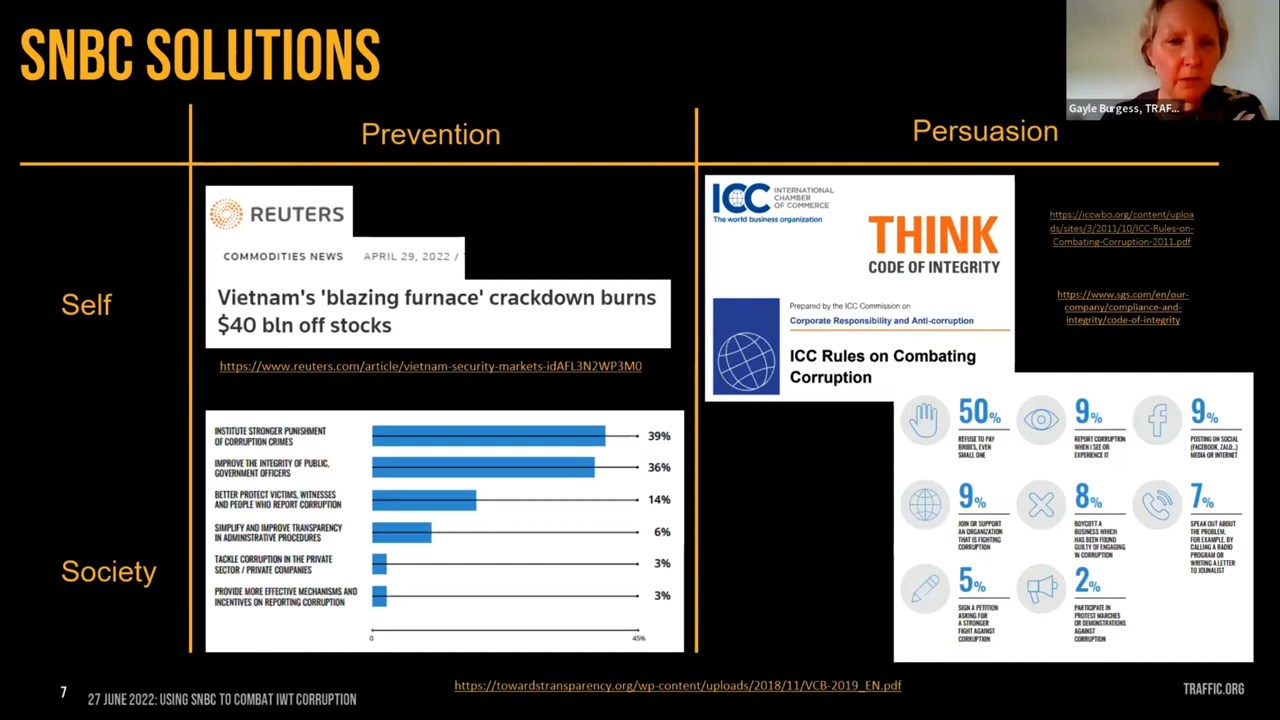 SNBC SOLUTIONS
Gayle Burgess, TRAF...
Prevention
Persuasion
Self
Society
REUTERS
COMMODITIES NEWS APRIL 29, 2022 /
Vietnam's 'blazing furnace' crackdown burns
$40 bln off stocks
https://www.reuters.com/article/vietnam-security-markets-idAFL3N2WP3M0
ICC INTERNATIONAL
CHAMBER
OF COMMERCE
The world business organization
THINK
CODE OF INTEGRITY
Prepared by the ICC Commission on
Corporate Responsibility and Anti-corruption
ICC Rules on Combating
Corruption
https://iccwbo.org/content/uploa
ds/sites/3/2011/10/ICC-Rules-on-
Combating-Corruption-2011.pdf
https://www.sgs.com/en/our-
company/compliance-and-
integrity/code-of-integrity
INSTITUTE STRONGER PUNISHMENT
OF CORRUPTION CRIMES
39%
IMPROVE THE INTEGRITY OF PUBLIC,
GOVERNMENT OFFICERS
36%
BETTER PROTECT VICTIMS, WITNESSES
AND PEOPLE WHO REPORT CORRUPTION
14%
SIMPLIFY AND IMPROVE TRANSPARENCY
IN ADMINISTRATIVE PROCEDURES
6%
TACKLE CORRUPTION IN THE PRIVATE
SECTOR / PRIVATE COMPANIES
3%
PROVIDE MORE EFFECTIVE MECHANISMS AND
INCENTIVES ON REPORTING CORRUPTION
3%
0
45%
50%
REFUSE TO PAY
BRIBES, EVEN
SMALL ONE
9%
REPORT CORRUPTION
WHEN I SEE OR
EXPERIENCE IT
9%
POSTING ON SOCIAL
(FACEBOOK, ZALO...)
MEDIA OR INTERNET
9%
JOIN OR SUPPORT
AN ORGANIZATION
THAT IS FIGHTING
CORRUPTION
8%
BOYCOTT A
BUSINESS WHICH
HAS BEEN FOUND
GUILTY OF ENGAGING
IN CORRUPTION
7%
SPEAK OUT ABOUT
THE PROBLEM,
FOR EXAMPLE, BY
CALLING A RADIO
PROGRAM OR
WRITING A LETTER
TO JOUNALIST
5%
SIGN A PETITION
ASKING FOR
A STRONGER
FIGHT AGAINST
CORRUPTION
2%
PARTICIPATE IN
PROTEST MARCHES
OR DEMONSTRATIONS
AGAINST
CORRUPTION
https://towardstransparency.org/wp-content/uploads/2018/11/VCB-2019_EN.pdf
7
27 JUNE 2022: USING SNBC TO COMBAT IWT CORRUPTION
TRAFFIC.ORG